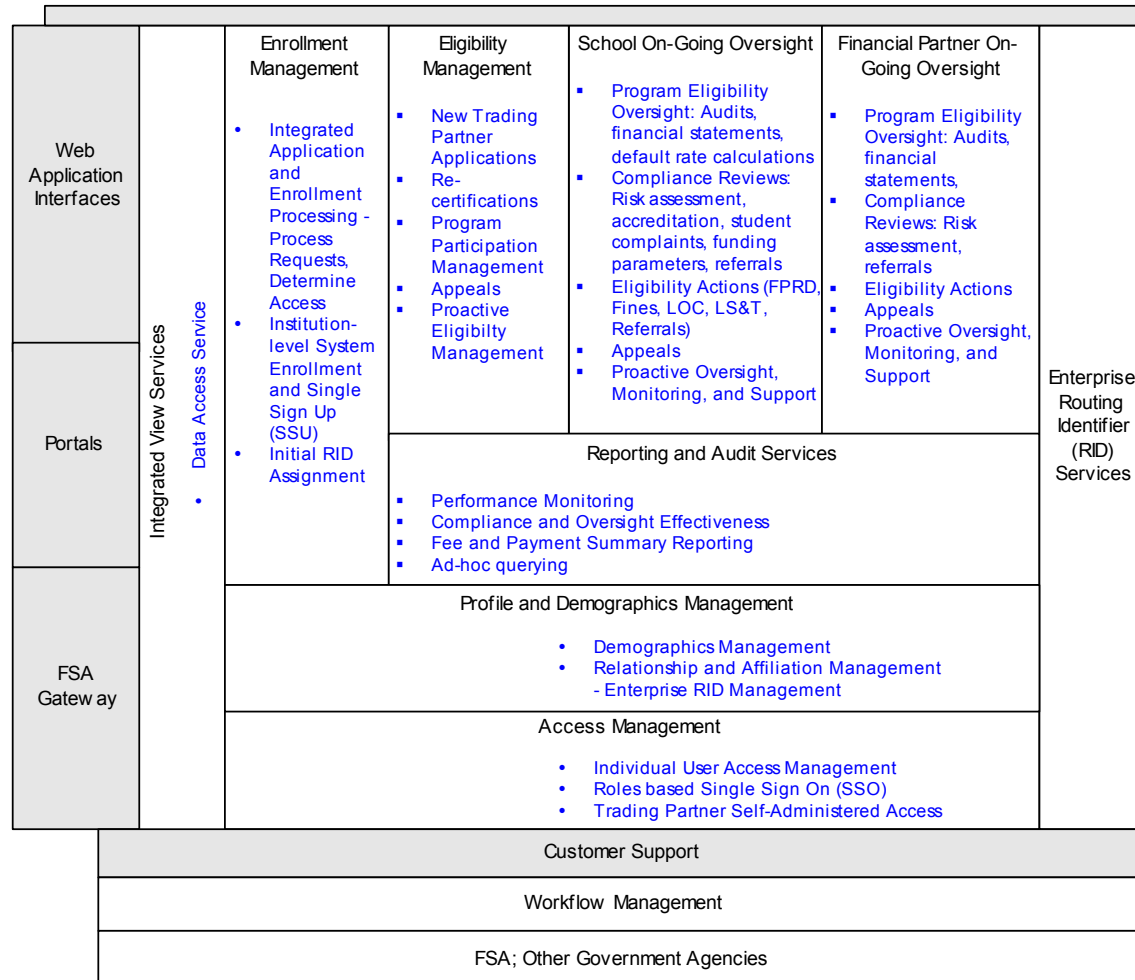 Web
Application
Interfaces
Portals
FSA
Gateway
Integrated View Services
• Data Access Service
Enrollment
Management
• Integrated
Application
and
Enrollment
Processing -
Process
Requests,
Determine
Access
• Institution-
level System
Enrollment
and Single
Sign Up
(SSU)
• Initial RID
Assignment
Eligibility
Management
▪ New Trading
Partner
Applications
▪ Re-
certifications
▪ Program
Participation
Management
▪ Appeals
▪ Proactive
Eligibilty
Management
School On-Going Oversight
▪ Program Eligibility
Oversight: Audits,
financial statements,
default rate calculations
▪ Compliance Reviews:
Risk assessment,
accreditation, student
complaints, funding
parameters, referrals
▪ Eligibility Actions (FPRD,
Fines, LOC, LS&T,
Referrals)
▪ Appeals
▪ Proactive Oversight,
Monitoring, and Support
Financial Partner On-
Going Oversight
▪ Program Eligibility
Oversight: Audits,
financial
statements,
▪ Compliance
Reviews: Risk
assessment,
referrals
▪ Eligibility Actions
▪ Appeals
▪ Proactive Oversight,
Monitoring, and
Support
Reporting and Audit Services
▪ Performance Monitoring
▪ Compliance and Oversight Effectiveness
▪ Fee and Payment Summary Reporting
▪ Ad-hoc querying
Profile and Demographics Management
• Demographics Management
• Relationship and Affiliation Management
- Enterprise RID Management
Access Management
• Individual User Access Management
• Roles based Single Sign On (SSO)
• Trading Partner Self-Administered Access
Enterprise
Routing
Identifier
(RID)
Services
Customer Support
Workflow Management
FSA; Other Government Agencies